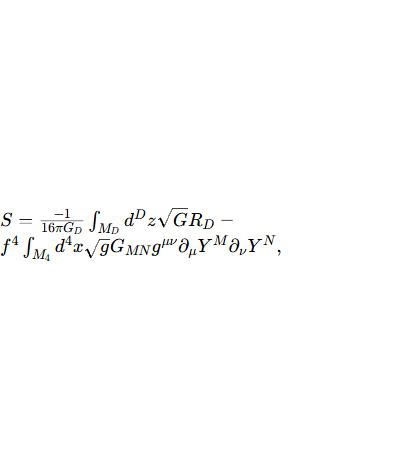 S = \frac{-1}{16\pi G_D} \int_{M_D} d^D z \sqrt{G} R_D -
f^4 \int_{M_4} d^4 x \sqrt{g} G_{MN} g^{\mu\nu} \partial_\mu Y^M \partial_\nu Y^N,